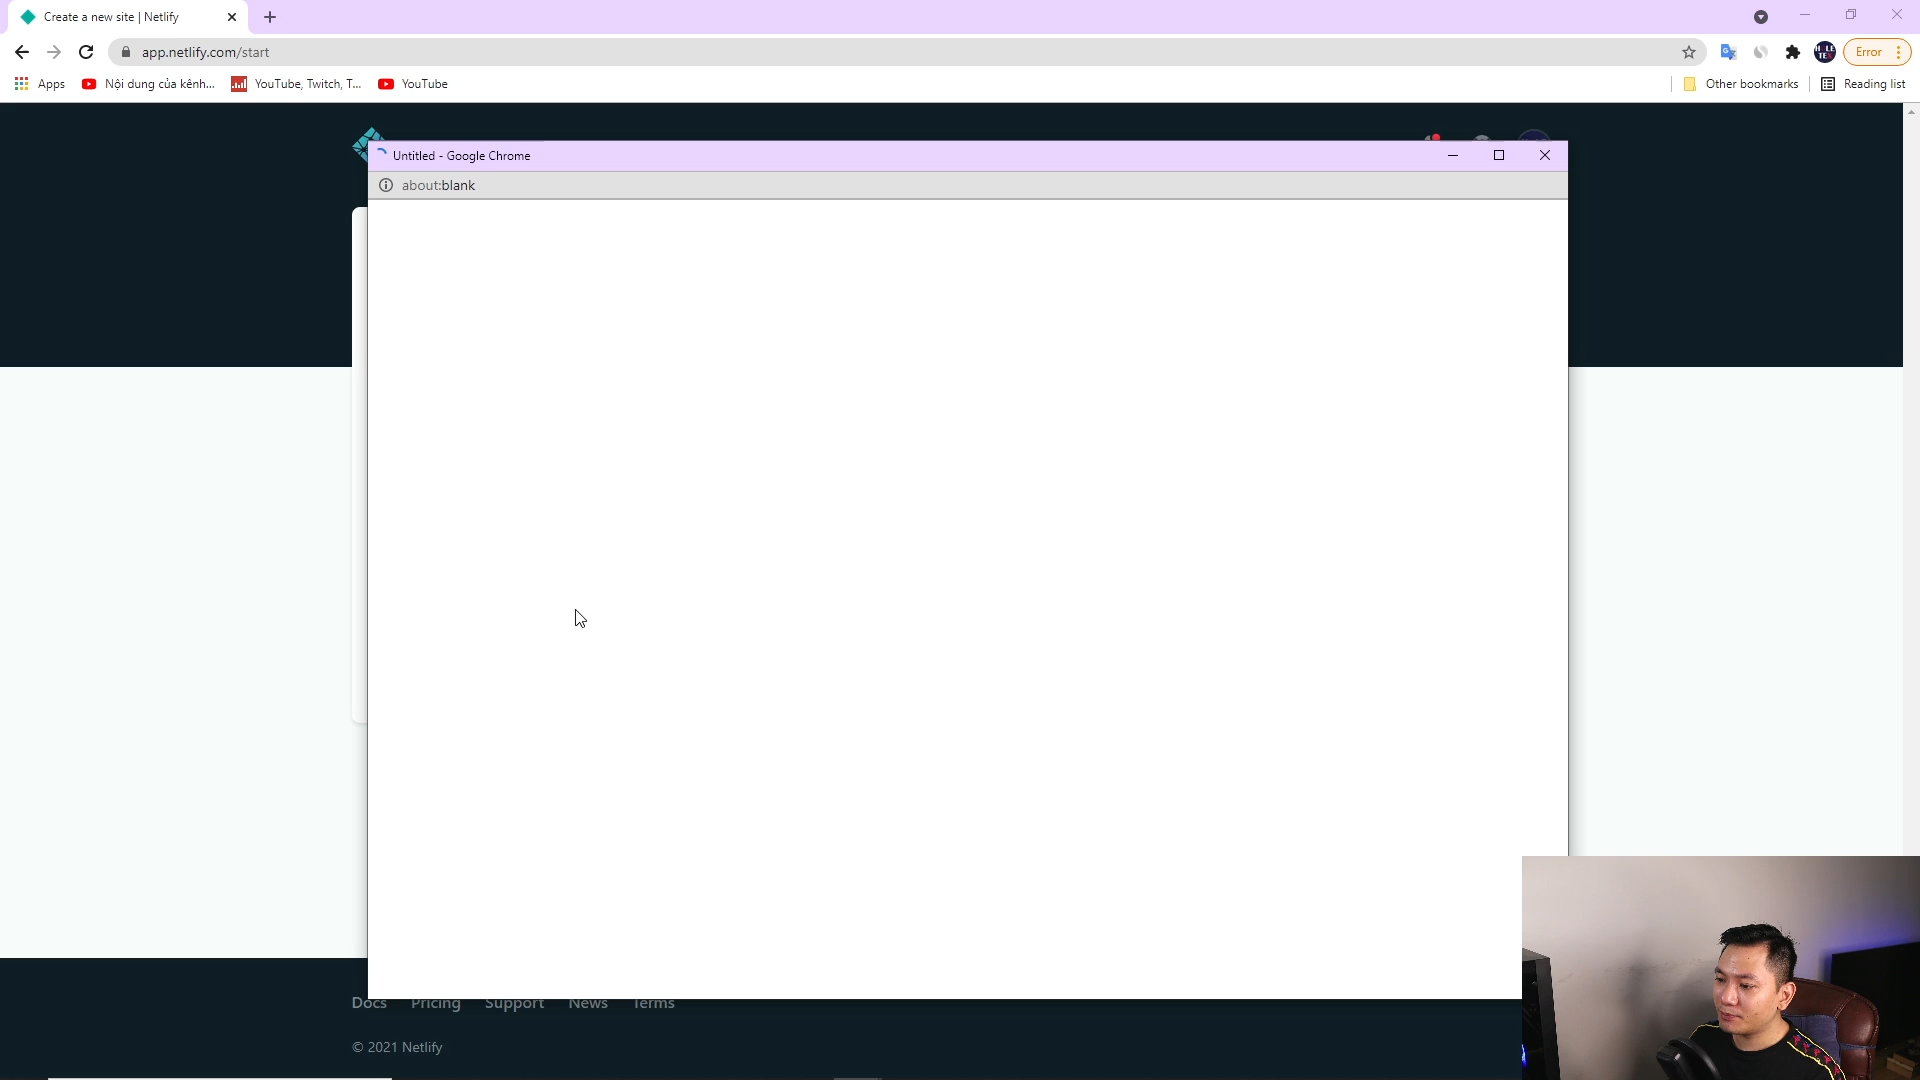 Create a new site | Netlify
app.netlify.com/start
Error
Apps
Nội dung của kênh...
YouTube, Twitch, T...
YouTube
Other bookmarks
Reading list
Untitled - Google Chrome
about:blank
Docs
Pricing
Support
News
Terms
© 2021 Netlify